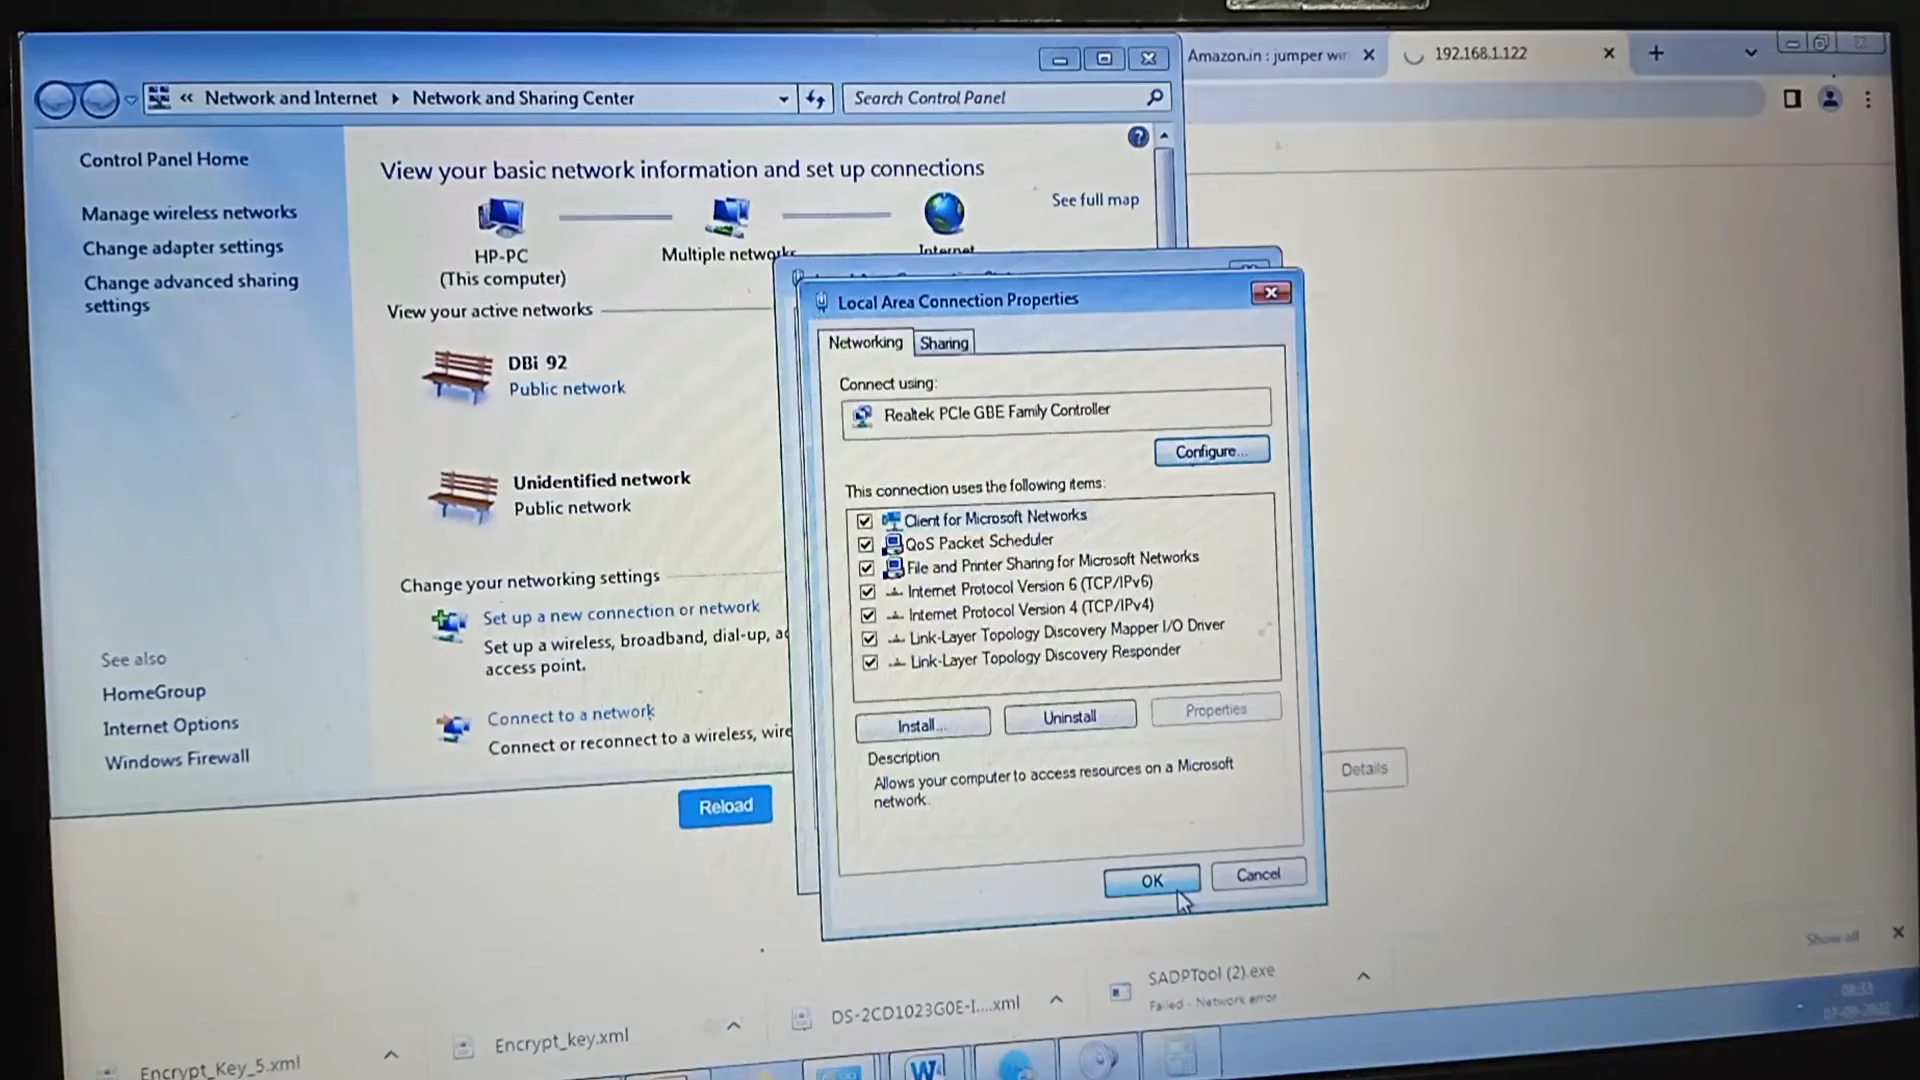 Amazon.in : jumper wir
192.168.1.122
Network and Internet
Network and Sharing Center
Search Control Panel
Control Panel Home
Manage wireless networks
Change adapter settings
Change advanced sharing
settings
See also
HomeGroup
Internet Options
Windows Firewall
View your basic network information and set up connections
See full map
HP-PC
(This computer)
Multiple networks
Internet
View your active networks
DBi 92
Public network
Unidentified network
Public network
Change your networking settings
Set up a new connection or network
Set up a wireless, broadband, dial-up, ad
access point.
Connect to a network
Connect or reconnect to a wireless, wire
Local Area Connection Properties
Networking
Sharing
Connect using:
Realtek PCIe GBE Family Controller
Configure...
This connection uses the following items:
Client for Microsoft Networks
QoS Packet Scheduler
File and Printer Sharing for Microsoft Networks
Internet Protocol Version 6 (TCP/IPv6)
Internet Protocol Version 4 (TCP/IPv4)
Link-Layer Topology Discovery Mapper I/O Driver
Link-Layer Topology Discovery Responder
Install...
Uninstall
Properties
Description
Allows your computer to access resources on a Microsoft
network.
OK
Cancel
Reload
Details
Show all
Encrypt_Key_5.xml
Encrypt_key.xml
DS-2CD1023G0E-I....xml
SADPTool (2).exe
Failed - Network error
08:33